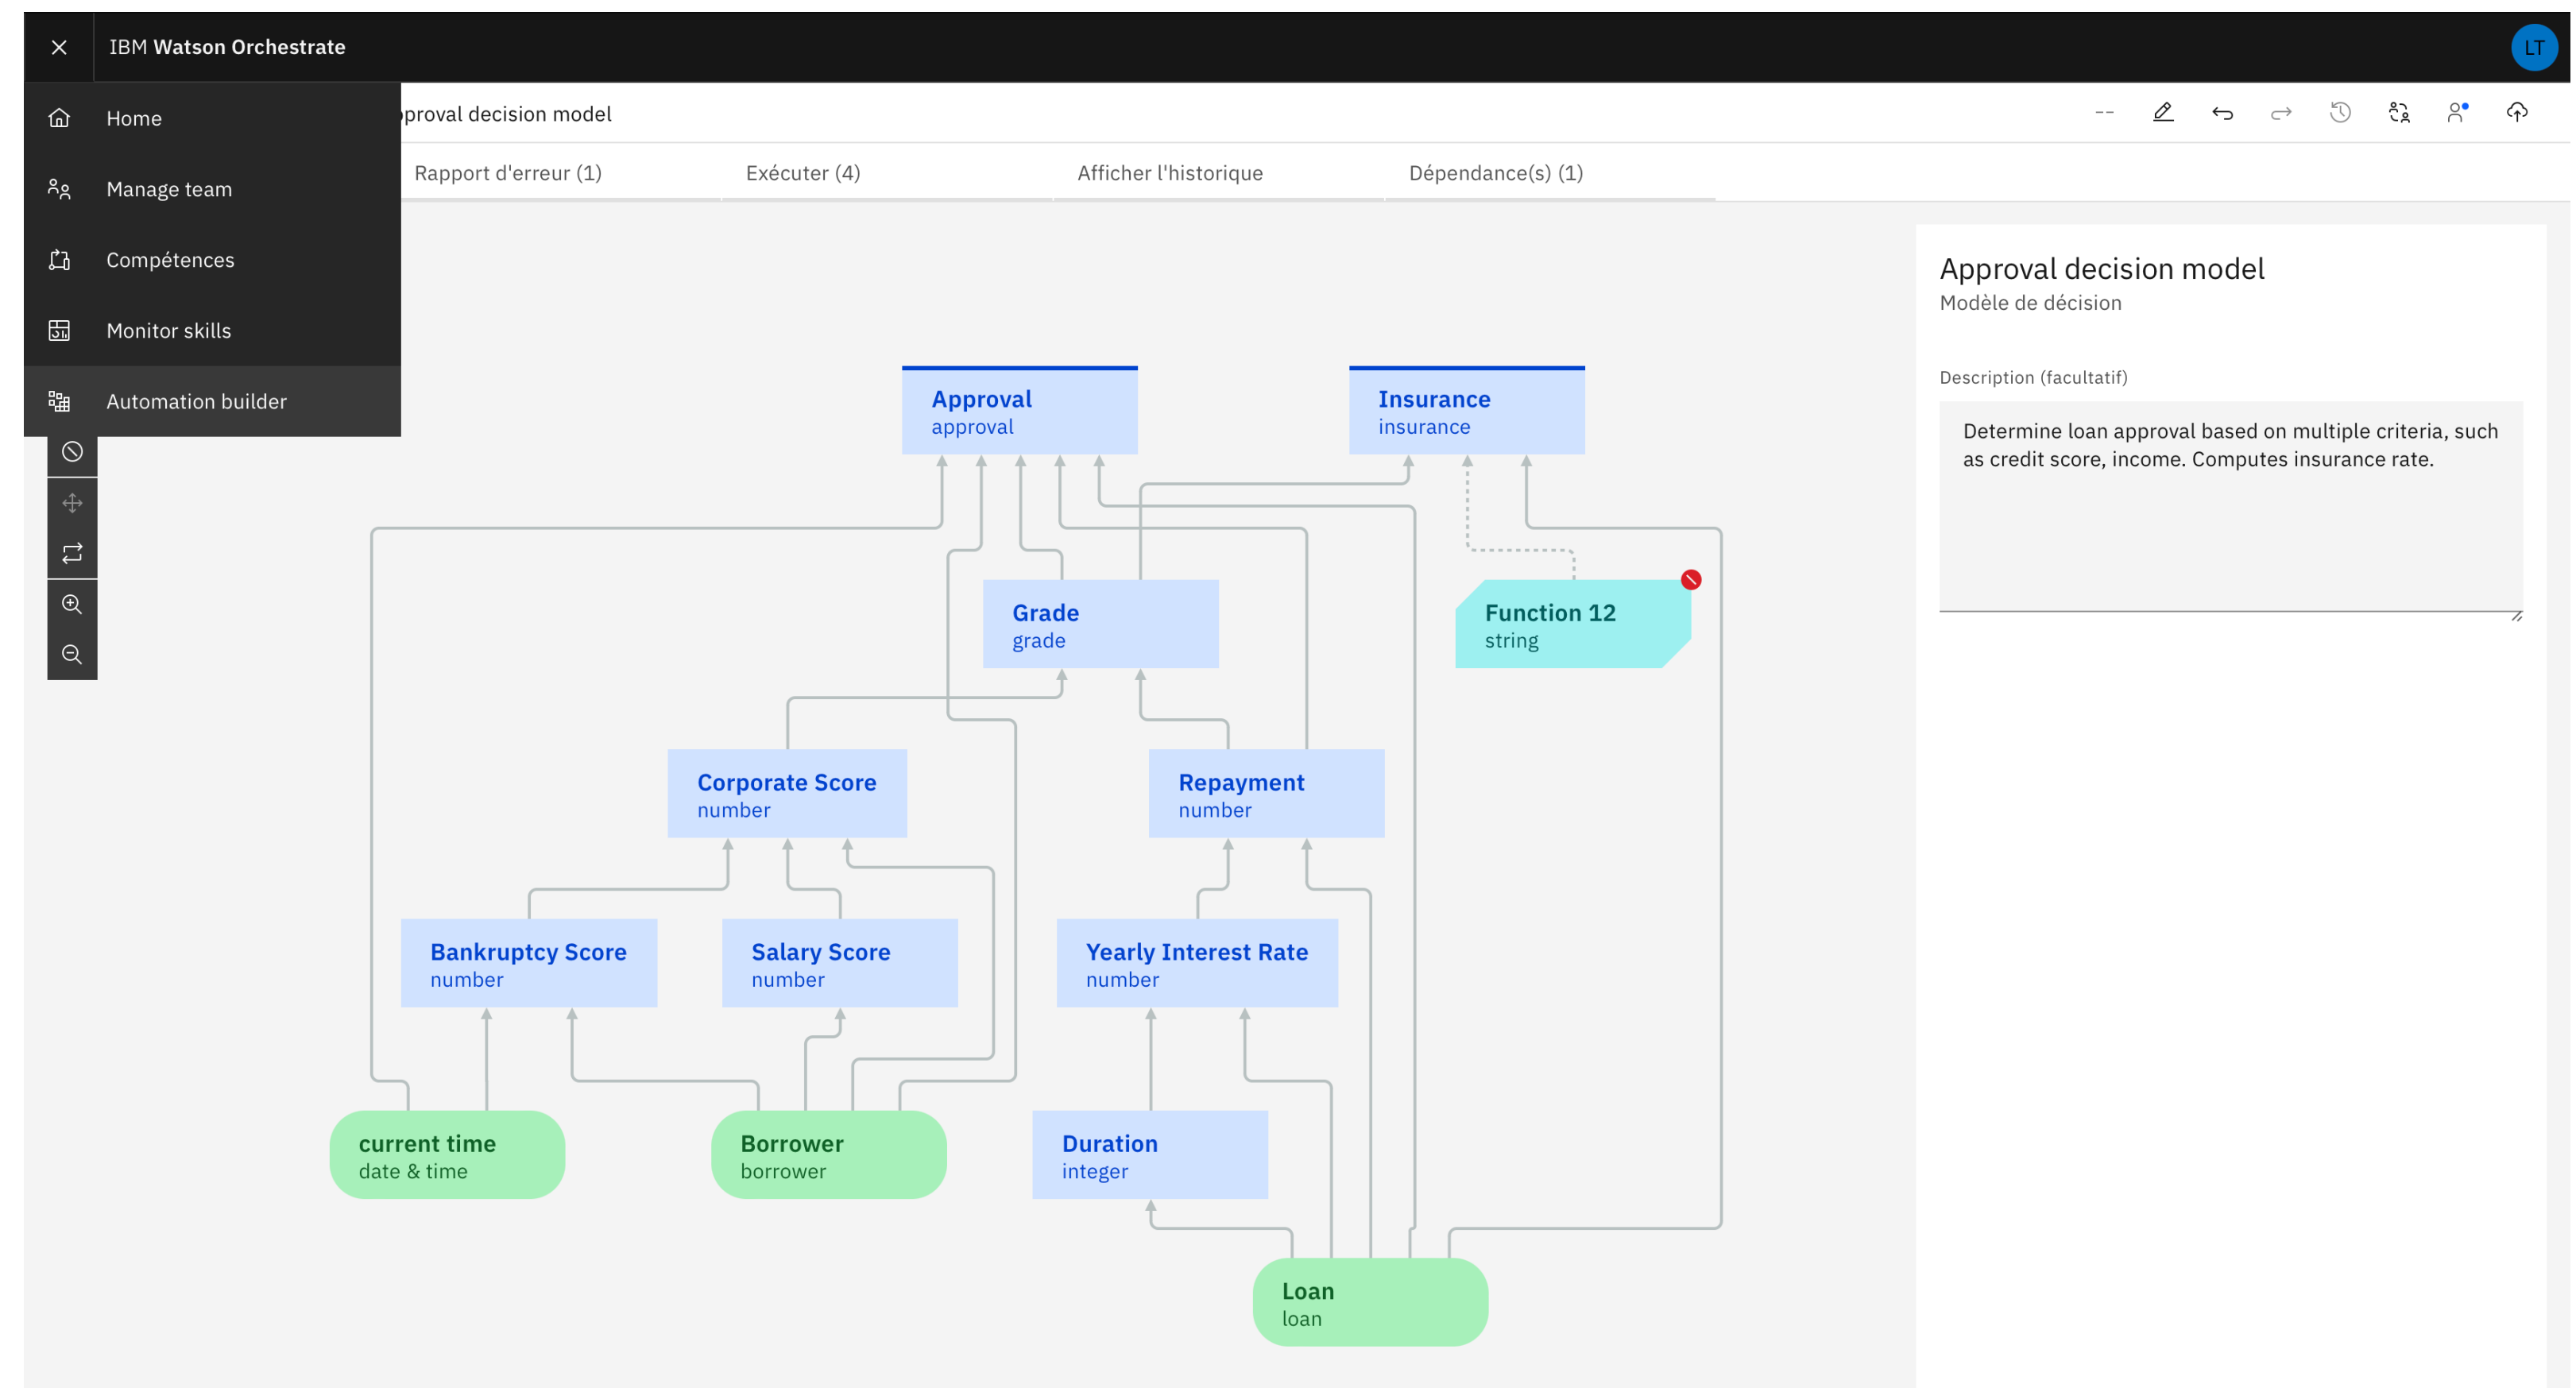 IBM Watson Orchestrate
LT
Home
Manage team
Compétences
Monitor skills
Automation builder
pproval decision model
--
Rapport d'erreur (1)
Exécuter (4)
Afficher l'historique
Dépendance(s) (1)
Approval decision model
Modèle de décision
Description (facultatif)
Determine loan approval based on multiple criteria, such
as credit score, income. Computes insurance rate.
Approval
approval
Insurance
insurance
Grade
grade
Function 12
string
Corporate Score
number
Repayment
number
Bankruptcy Score
number
Salary Score
number
Yearly Interest Rate
number
current time
date & time
Borrower
borrower
Duration
integer
Loan
loan